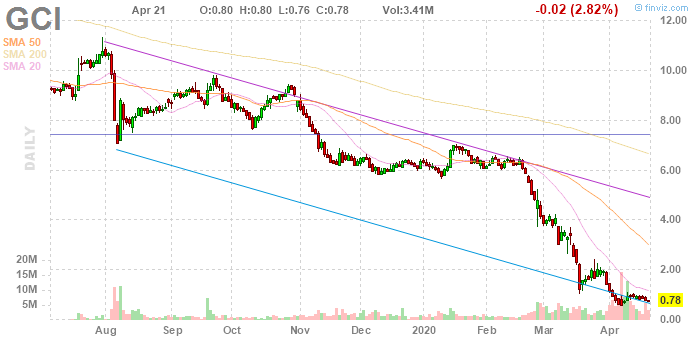 GCI Apr 21 O:0.80 H:0.80 L:0.76 C:0.78 Vol:3.41M -0.02 (2.82%) © finviz.com
SMA 50
SMA 200
SMA 20
DAILY
12.00
10.00
8.00
6.00
4.00
2.00
0.78
20M
15M
10M
5M
Aug Sep Oct Nov Dec 2020 Feb Mar Apr